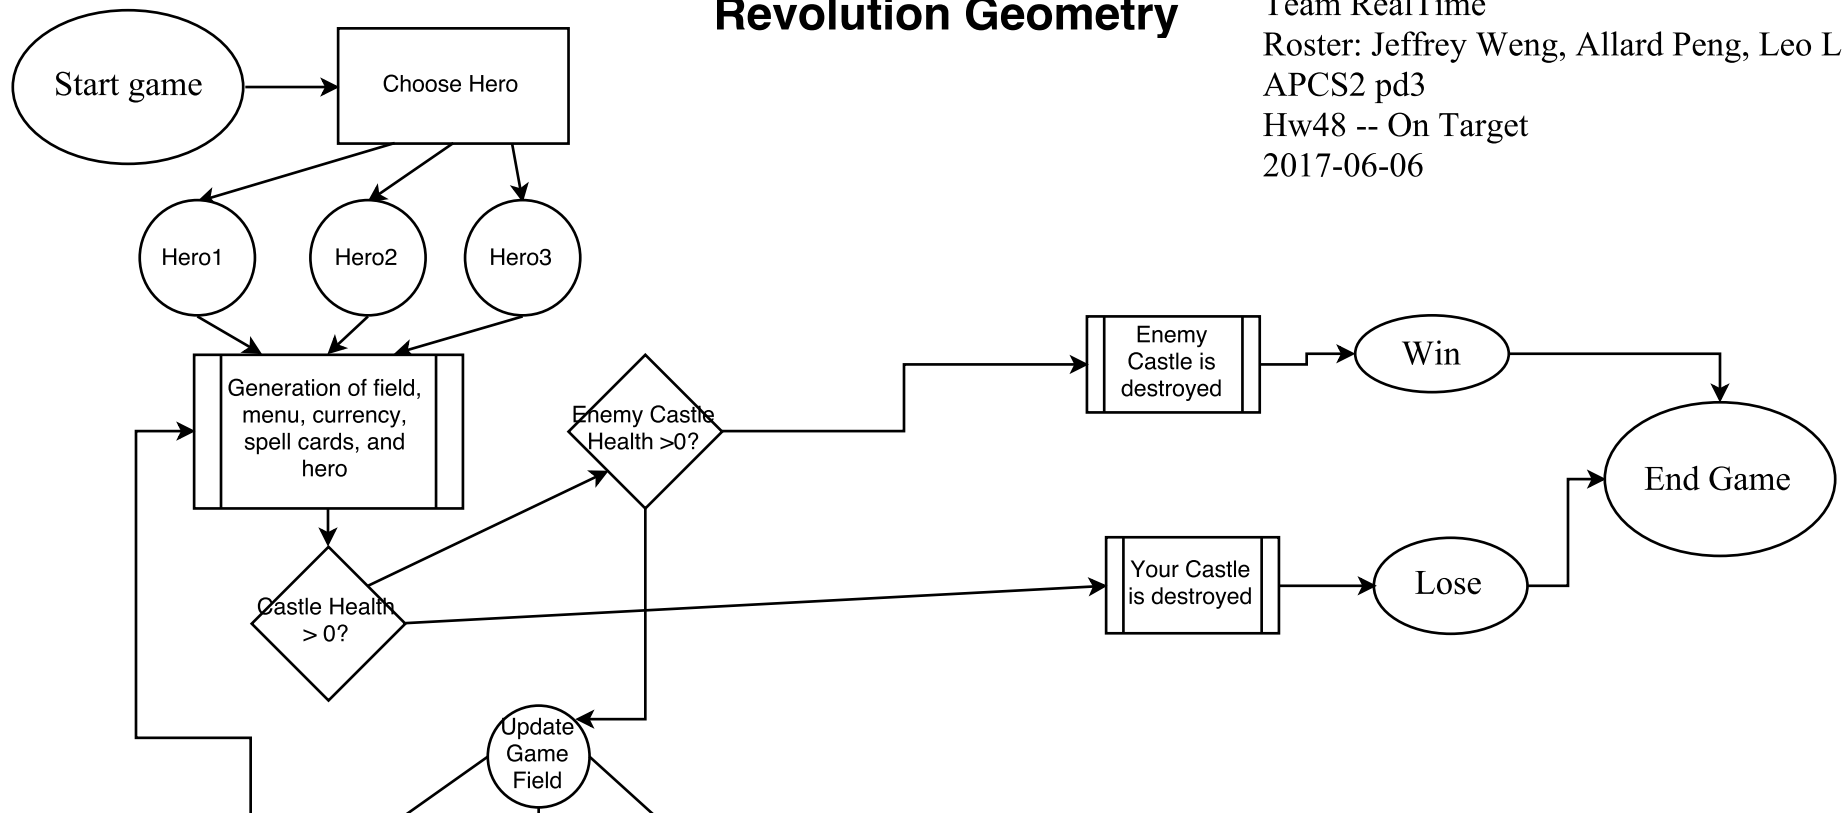 Revolution Geometry
Team RealTime
Roster: Jeffrey Weng, Allard Peng, Leo
APCS2 pd3
Hw48 -- On Target
2017-06-06
Start game
Choose Hero
Hero1
Hero2
Hero3
Generation of field,
menu, currency,
spell cards, and
hero
Enemy Castle
Health >0?
Enemy
Castle is
destroyed
Win
End Game
Castle Health
> 0?
Your Castle
is destroyed
Lose
Update
Game
Field